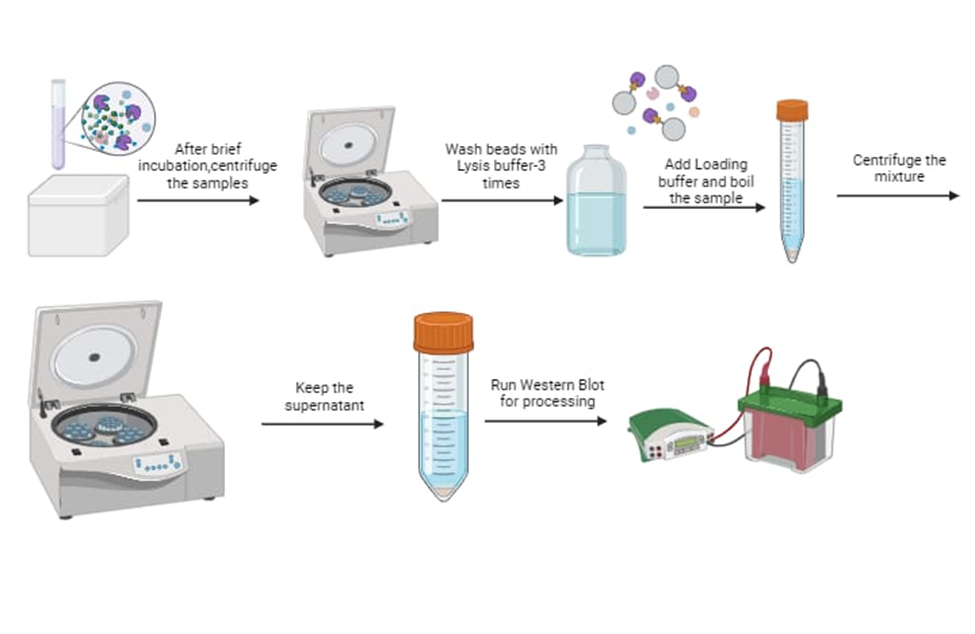 After brief
incubation,centrifuge
the samples
Wash beads with
Lysis buffer-3
times
Add Loading
buffer and boil
the sample
Centrifuge the
mixture
Keep the
supernatant
Run Western Blot
for processing